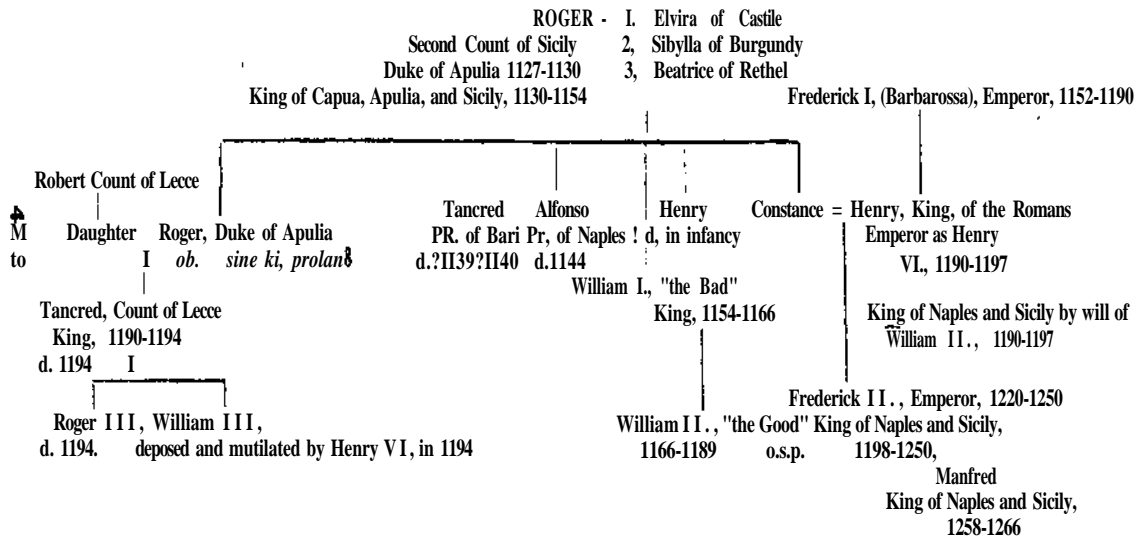 ROGER - I. Elvira of Castile
Second Count of Sicily 2, Sibylla of Burgundy
Duke of Apulia 1127-1130 3, Beatrice of Rethel
King of Capua, Apulia, and Sicily, 1130-1154
Frederick I, (Barbarossa), Emperor, 1152-1190
Robert Count of Lecce
4
M Daughter Roger, Duke of Apulia
to I ob. sine ki, prolan
Tancred Alfonso Henry
PR. of Bari Pr, of Naples ! d, in infancy
d.?II39?II40 d.1144
Constance = Henry, King, of the Romans
Emperor as Henry
VI., 1190-1197
William I., "the Bad"
King, 1154-1166
Tancred, Count of Lecce
King, 1190-1194
d. 1194 I
King of Naples and Sicily by will of
William II., 1190-1197
Roger III, William III,
d. 1194. deposed and mutilated by Henry VI, in 1194
Frederick II., Emperor, 1220-1250
William II., "the Good" King of Naples and Sicily,
1166-1189 o.s.p. 1198-1250,
Manfred
King of Naples and Sicily,
1258-1266